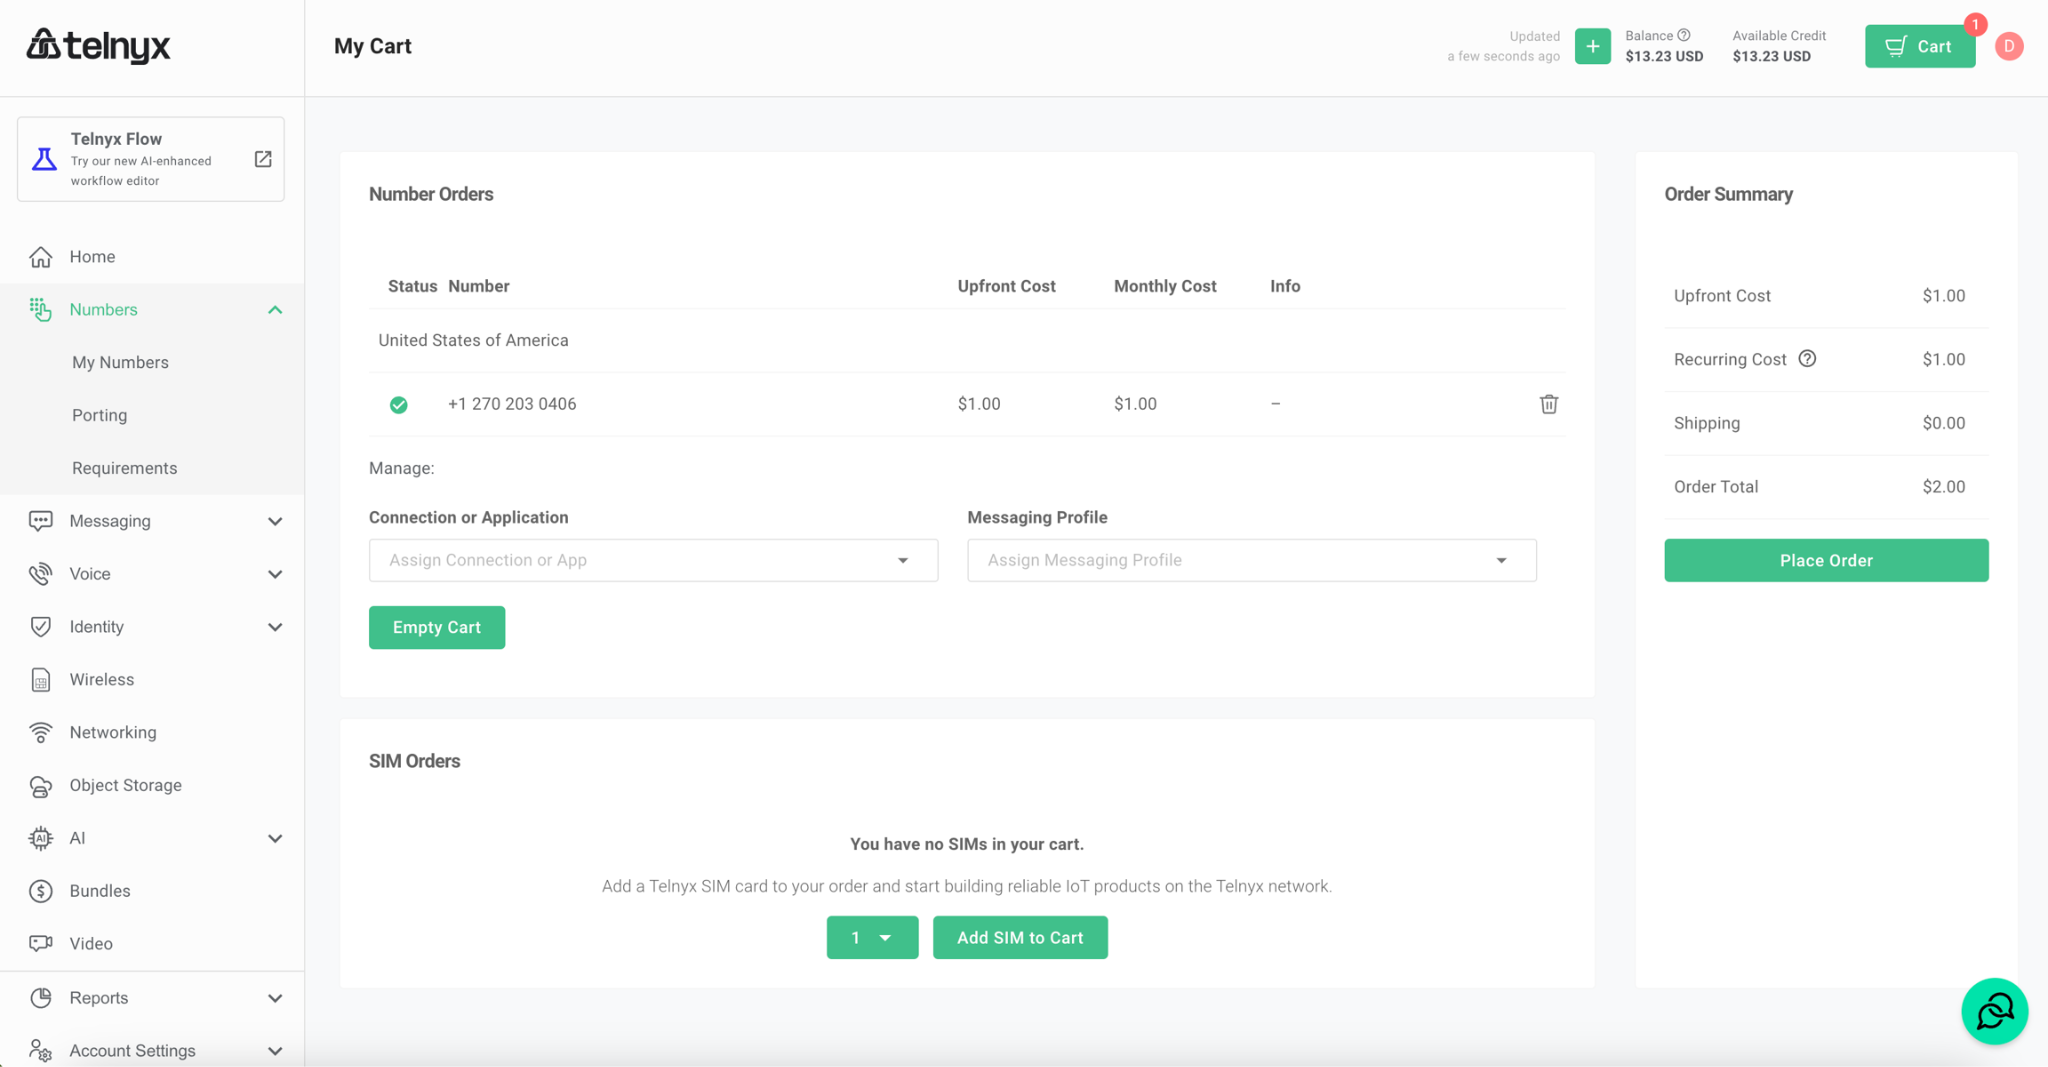 telnyx
My Cart
Updated
a few seconds ago
+
Balance
$13.23 USD
Available Credit
$13.23 USD
Cart
1
D
Telnyx Flow
Try our new AI-enhanced
workflow editor
Home
Numbers
My Numbers
Porting
Requirements
Messaging
Voice
Identity
Wireless
Networking
Object Storage
AI
AI
Bundles
Video
Reports
Account Settings
Number Orders
Status Number Upfront Cost Monthly Cost Info
United States of America
+1 270 203 0406 $1.00 $1.00 –
Manage:
Connection or Application Messaging Profile
Assign Connection or App Assign Messaging Profile
Empty Cart
SIM Orders
You have no SIMs in your cart.
Add a Telnyx SIM card to your order and start building reliable IoT products on the Telnyx network.
1 Add SIM to Cart
Order Summary
Upfront Cost $1.00
Recurring Cost $1.00
Shipping $0.00
Order Total $2.00
Place Order